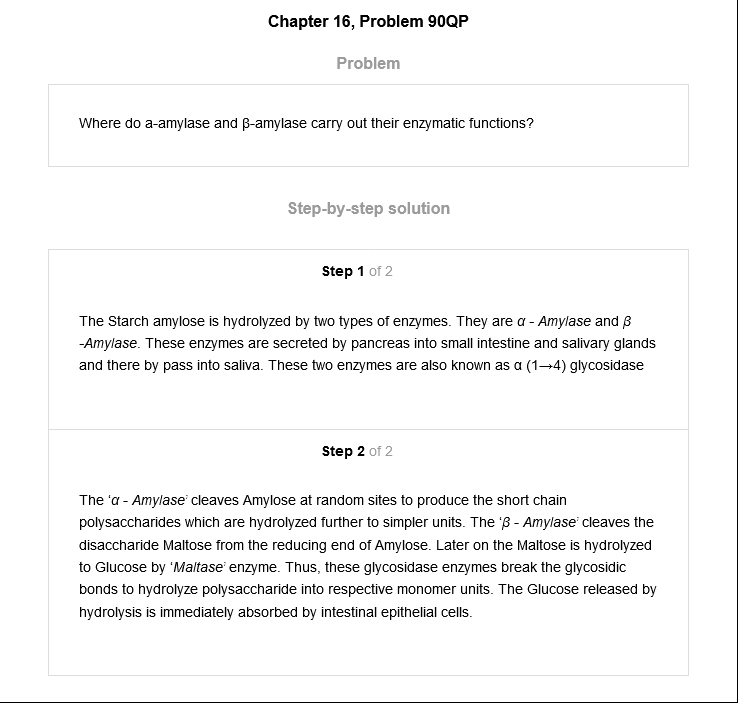 Chapter 16, Problem 90QP
Problem
Where do a-amylase and β-amylase carry out their enzymatic functions?
Step-by-step solution
Step 1 of 2
The Starch amylose is hydrolyzed by two types of enzymes. They are α - Amylase and β
-Amylase. These enzymes are secreted by pancreas into small intestine and salivary glands
and there by pass into saliva. These two enzymes are also known as α (1→4) glycosidase
Step 2 of 2
The ‘α - Amylase’ cleaves Amylose at random sites to produce the short chain
polysaccharides which are hydrolyzed further to simpler units. The ‘β - Amylase’ cleaves the
disaccharide Maltose from the reducing end of Amylose. Later on the Maltose is hydrolyzed
to Glucose by ‘Maltase’ enzyme. Thus, these glycosidase enzymes break the glycosidic
bonds to hydrolyze polysaccharide into respective monomer units. The Glucose released by
hydrolysis is immediately absorbed by intestinal epithelial cells.